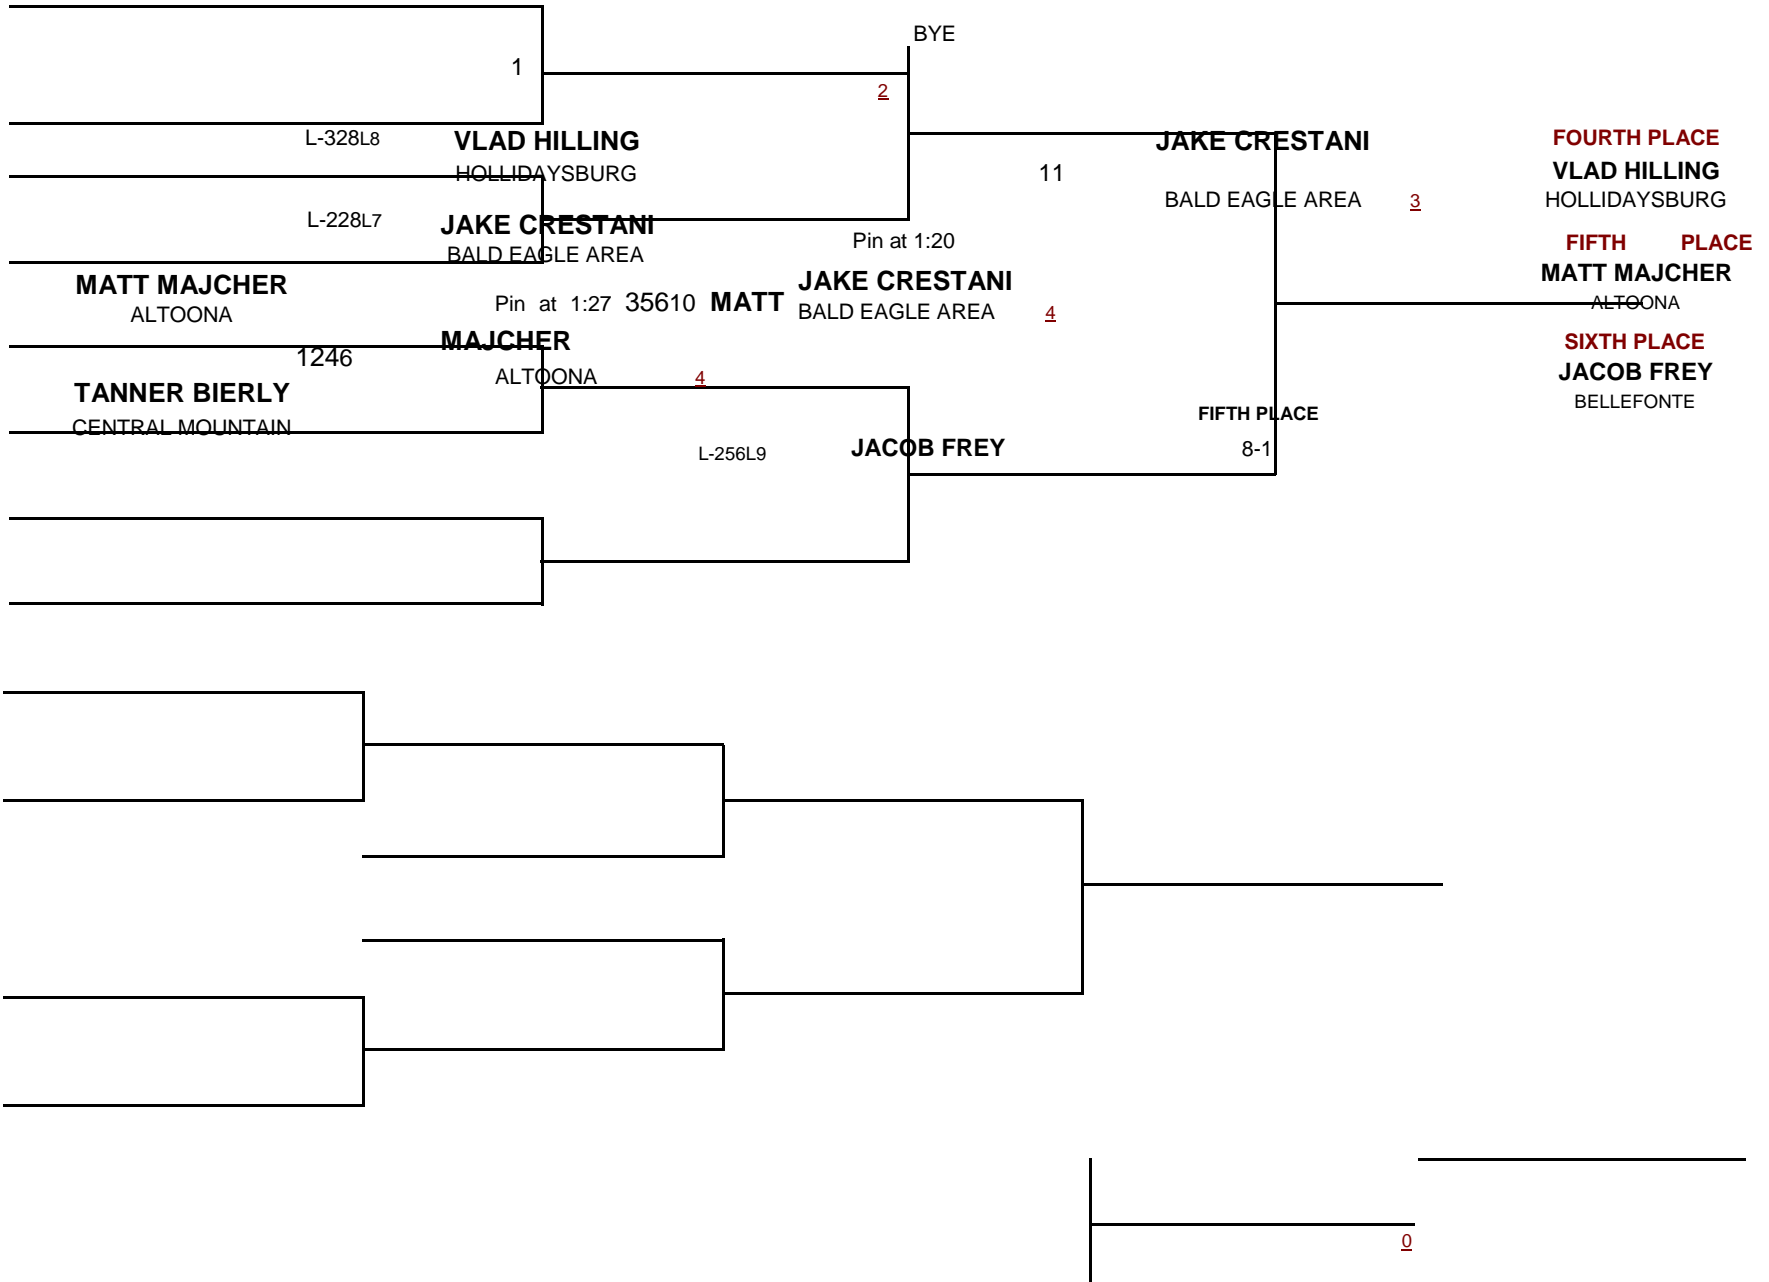 BYE
1
2
L-328L8 VLAD HILLING
HOLLIDAYSBURG
L-228L7 JAKE CRESTANI
BALD EAGLE AREA
MATT MAJCHER
ALTOONA
Pin at 1:27 35610 MATT
MAJCHER
1246
ALTOONA 4
TANNER BIERLY
CENTRAL MOUNTAIN
Pin at 1:20
JAKE CRESTANI
BALD EAGLE AREA 4
L-256L9 JACOB FREY
JAKE CRESTANI
11
BALD EAGLE AREA 3
FIFTH PLACE
8-1
FOURTH PLACE
VLAD HILLING
HOLLIDAYSBURG
FIFTH PLACE
MATT MAJCHER
ALTOONA
SIXTH PLACE
JACOB FREY
BELLEFONTE
0